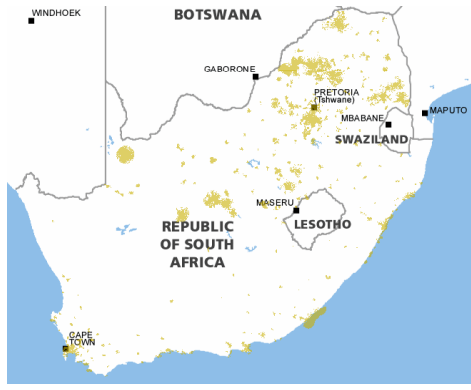 WINDHOEK
BOTSWANA
GABORONE
PRETORIA
(Tshwane)
MAPUTO
MBABANE
SWAZILAND
MASERU
LESOTHO
REPUBLIC
OF SOUTH
AFRICA
CAPE
TOWN